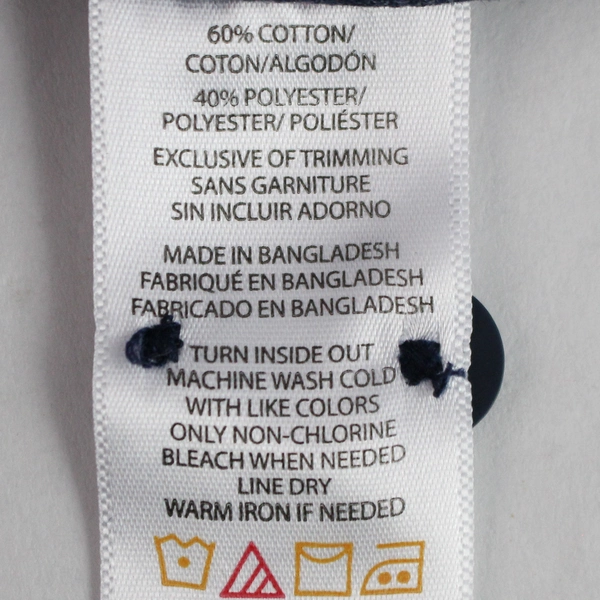 60% COTTON/
COTON/ALGODÓN
40% POLYESTER/
POLYESTER/ POLIÉSTER
EXCLUSIVE OF TRIMMING
SANS GARNITURE
SIN INCLUIR ADORNO
MADE IN BANGLADESH
FABRIQUÉ EN BANGLADESH
FABRICADO EN BANGLADESH
TURN INSIDE OUT
MACHINE WASH COLD
WITH LIKE COLORS
ONLY NON-CHLORINE
BLEACH WHEN NEEDED
LINE DRY
WARM IRON IF NEEDED